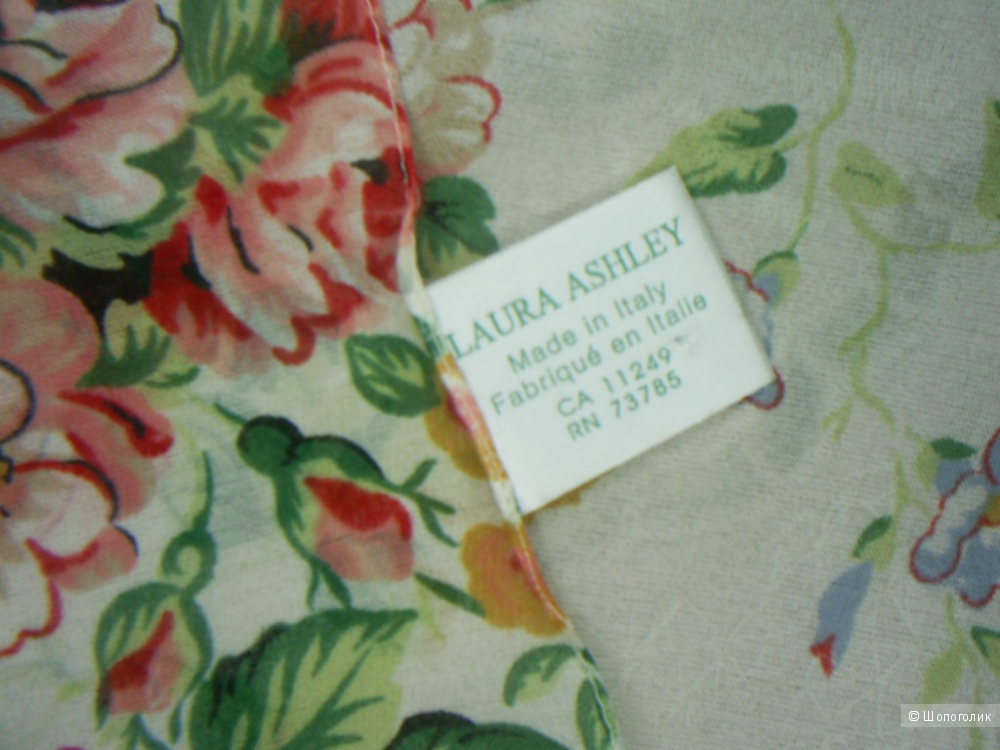 LAURA ASHLEY
Made in Italy
Fabriqué en Italie
CA 11249
RN 73785
© Шопоголик